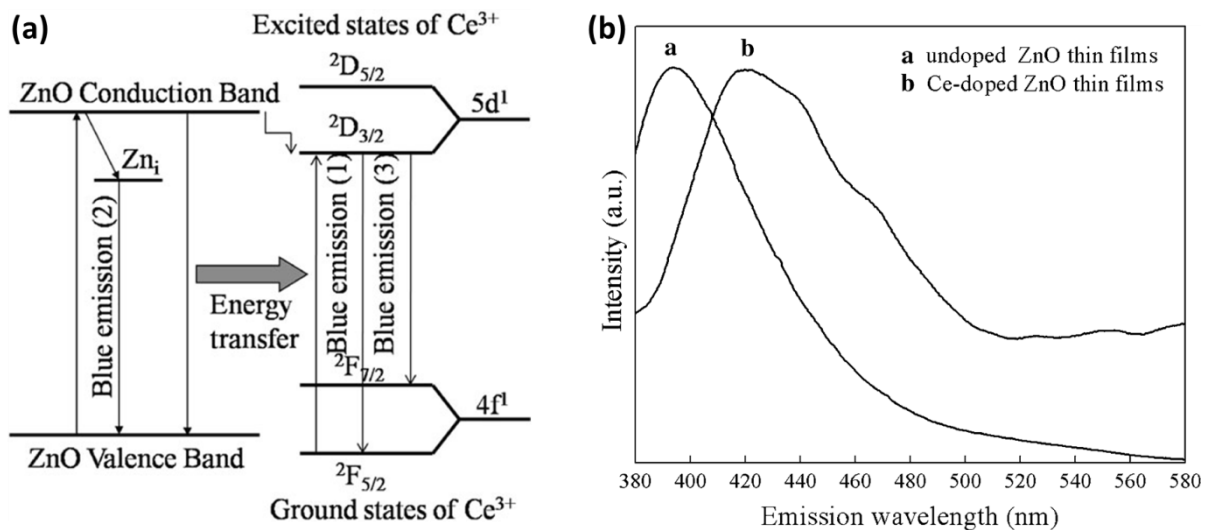 (a)
Excited states of Ce³⁺
²D₅/₂
ZnO Conduction Band
5d¹
²D₃/₂
Znᵢ
Blue emission (2)
Blue emission (1)
Blue emission (3)
Energy
transfer
²F₇/₂
4f¹
ZnO Valence Band
²F₅/₂
Ground states of Ce³⁺
(b)
a
b
a undoped ZnO thin films
b Ce-doped ZnO thin films
Intensity (a.u.)
380 400 420 440 460 480 500 520 540 560 580
Emission wavelength (nm)